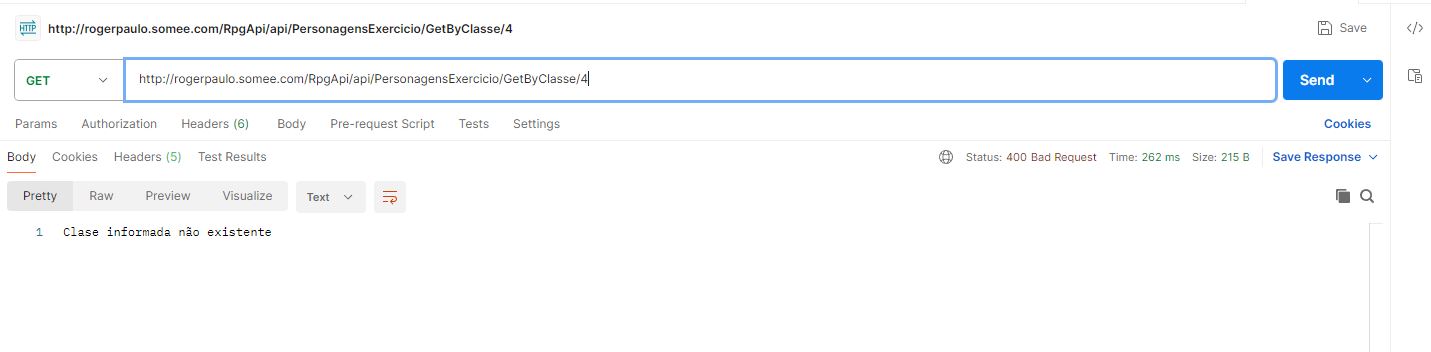 HTTP http://rogerpaulo.somee.com/RpgApi/api/PersonagensExercicio/GetByClasse/4 Save </>
GET http://rogerpaulo.somee.com/RpgApi/api/PersonagensExercicio/GetByClasse/4 Send
Params Authorization Headers (6) Body Pre-request Script Tests Settings Cookies
Body Cookies Headers (5) Test Results Status: 400 Bad Request Time: 262 ms Size: 215 B Save Response
Pretty Raw Preview Visualize Text
1 Clase informada não existente